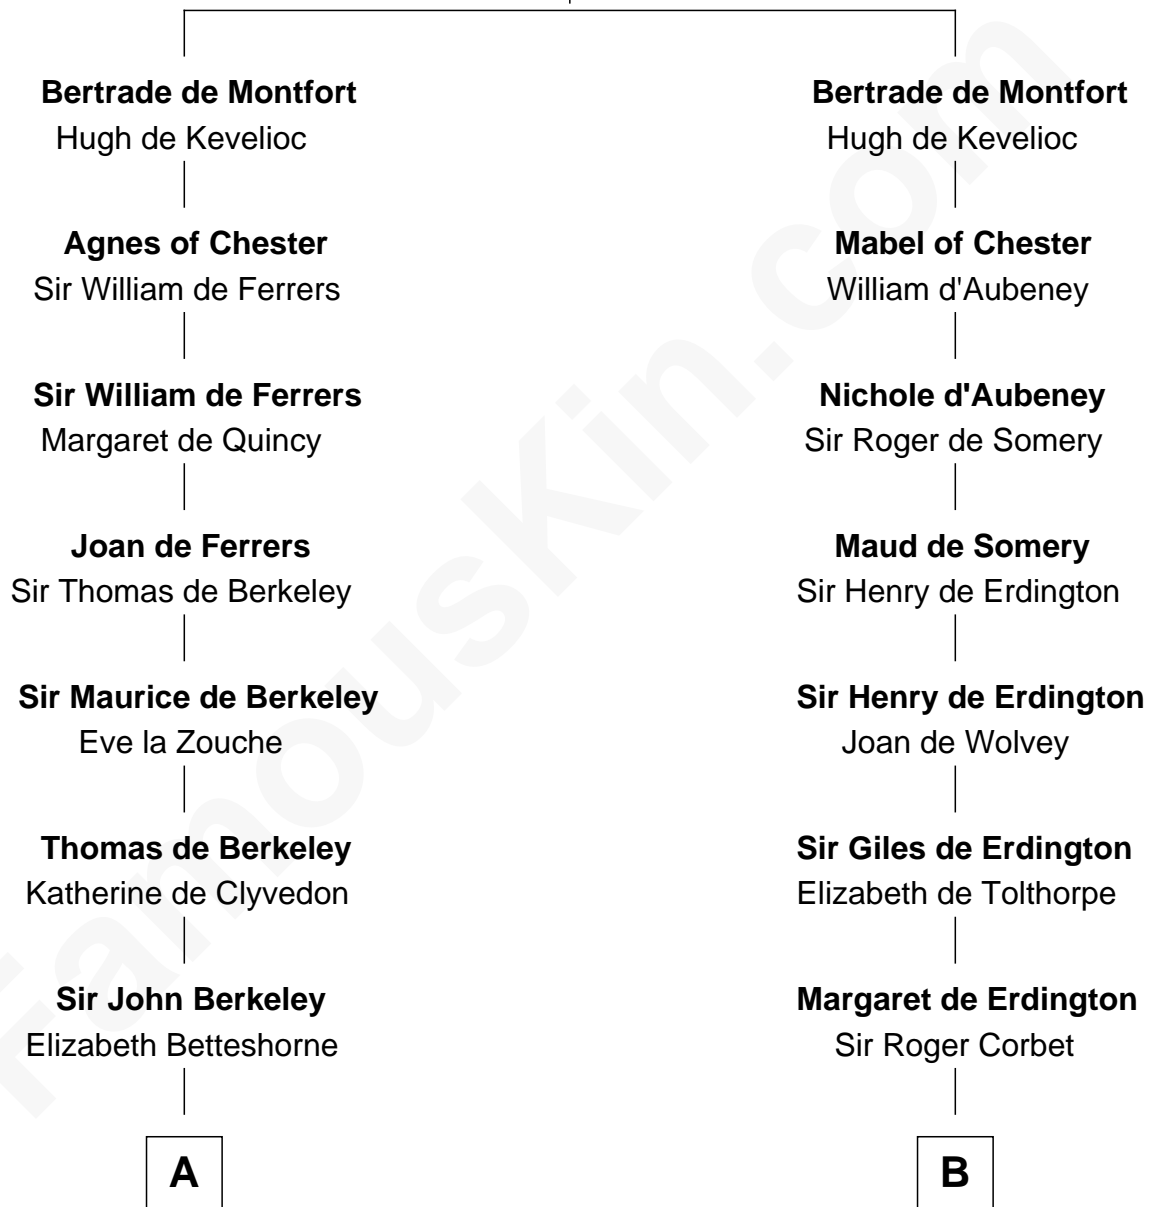 Bertrade de Montfort
Hugh de Kevelioc
Agnes of Chester
Sir William de Ferrers
Sir William de Ferrers
Margaret de Quincy
Joan de Ferrers
Sir Thomas de Berkeley
Sir Maurice de Berkeley
Eve la Zouche
Thomas de Berkeley
Katherine de Clyvedon
Sir John Berkeley
Elizabeth Betteshorne
A
Bertrade de Montfort
Hugh de Kevelioc
Mabel of Chester
William d'Aubeney
Nichole d'Aubeney
Sir Roger de Somery
Maud de Somery
Sir Henry de Erdington
Sir Henry de Erdington
Joan de Wolvey
Sir Giles de Erdington
Elizabeth de Tolthorpe
Margaret de Erdington
Sir Roger Corbet
B
FamousKin.com